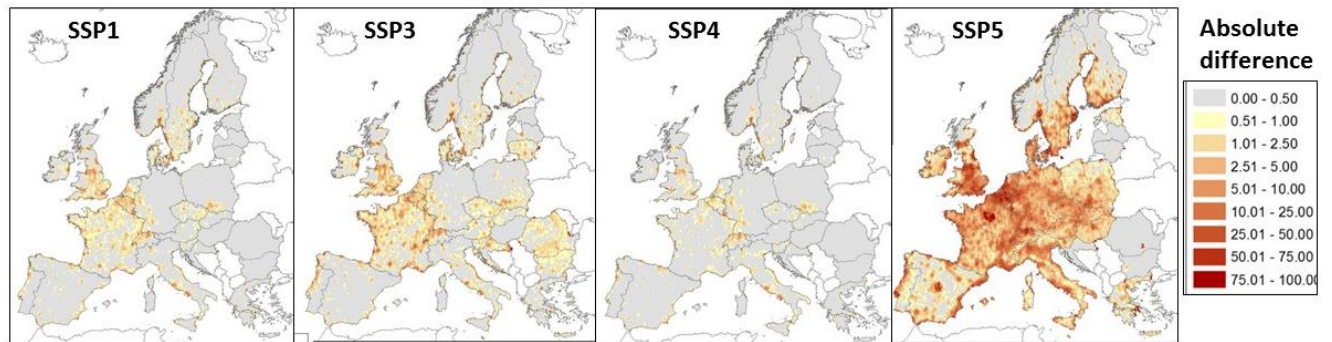 SSP1
SSP3
SSP4
SSP5
Absolute
difference
0.00 - 0.50
0.51 - 1.00
1.01 - 2.50
2.51 - 5.00
5.01 - 10.00
10.01 - 25.00
25.01 - 50.00
50.01 - 75.00
75.01 - 100.00